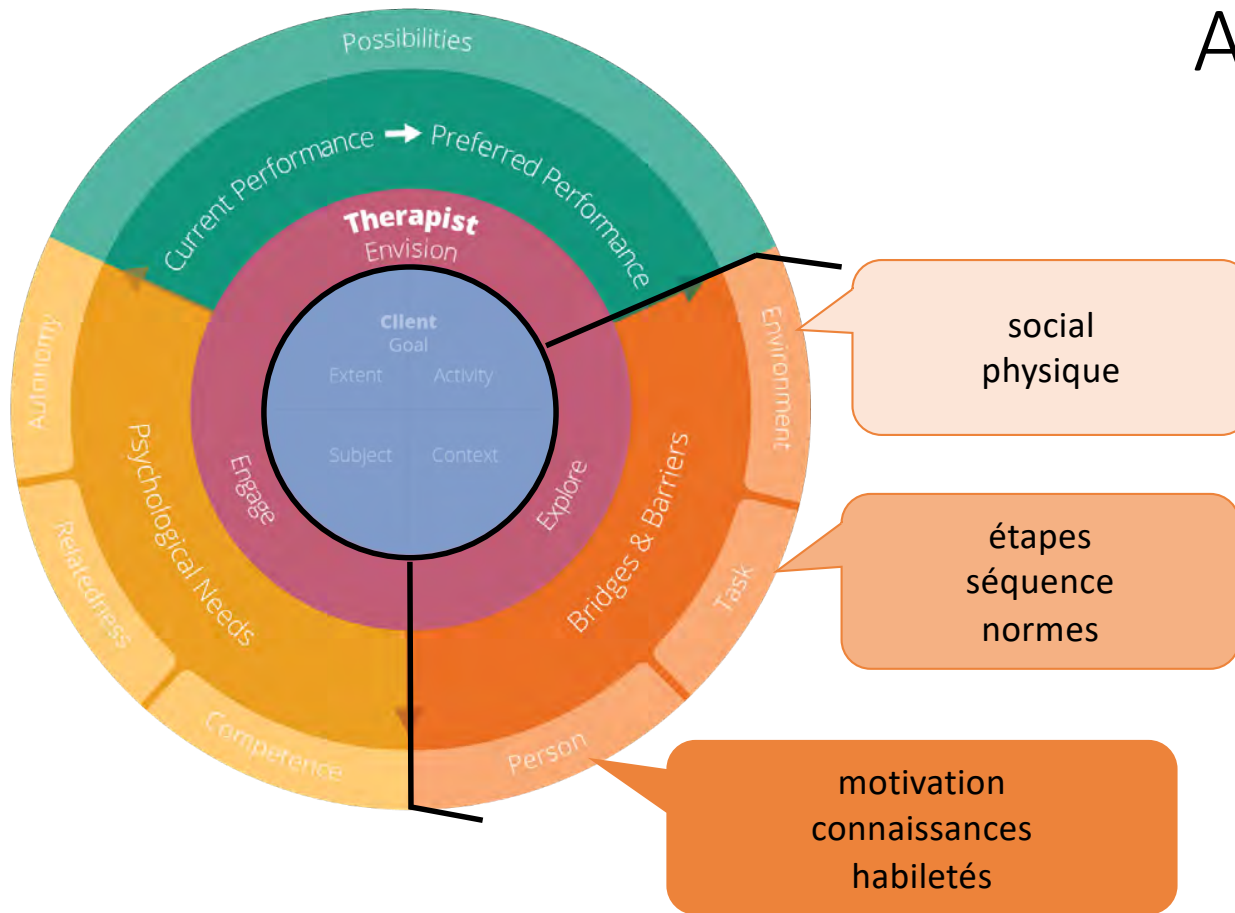 A
Possibilities
Current Performance → Preferred Performance
Therapist
Envision
Client
Goal
Extent
Activity
Subject
Context
Engage
Explore
Autonomy
Relatedness
Competence
Psychological Needs
Bridges & Barriers
Environment
Task
Person
social
physique
étapes
séquence
normes
motivation
connaissances
habiletés